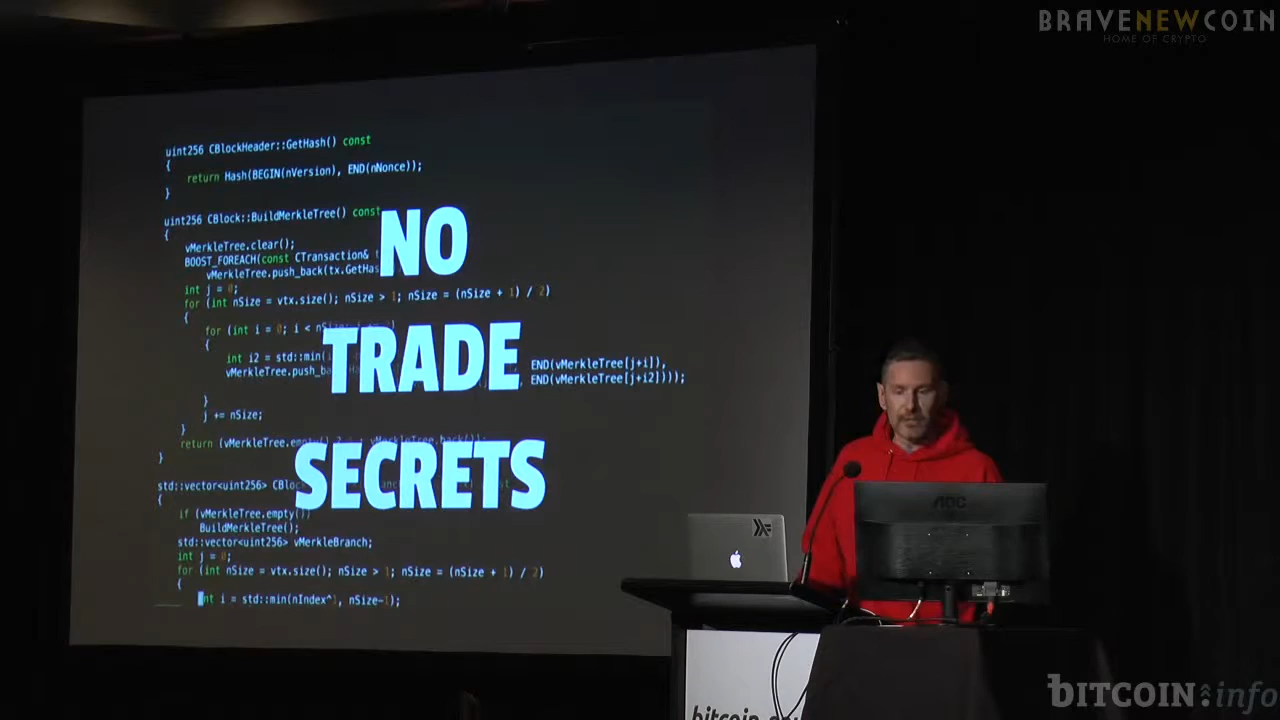 BRAVENEWCOIN
HOME OF CRYPTO
uint256 CBlockHeader::GetHash() const
{
return Hash(BEGIN(nVersion), END(nNonce));
}
uint256 CBlock::BuildMerkleTree() const
{
vMerkleTree.clear();
BOOST_FOREACH(const CTransaction&
vMerkleTree.push_back(tx.GetHas
int j = 0;
for (int nSize = vtx.size(); nSize > 1; nSize = (nSize + 1) / 2)
{
for (int i = 0; i <
{
int i2 = std::min(i
END(vMerkleTree[j+i]),
vMerkleTree.push_ba
END(vMerkleTree[j+i2])));
}
j += nSize;
}
return (vMerkleTree.empty()
}
std::vector<uint256> CBloc
{
if (vMerkleTree.empty())
BuildMerkleTree();
std::vector<uint256> vMerkleBranch;
int j = 0;
for (int nSize = vtx.size(); nSize > 1; nSize = (nSize + 1) / 2)
{
int i = std::min(nIndex^1, nSize-1);
NO
TRADE
SECRETS
AOC
bitcoin
BITCOIN:info